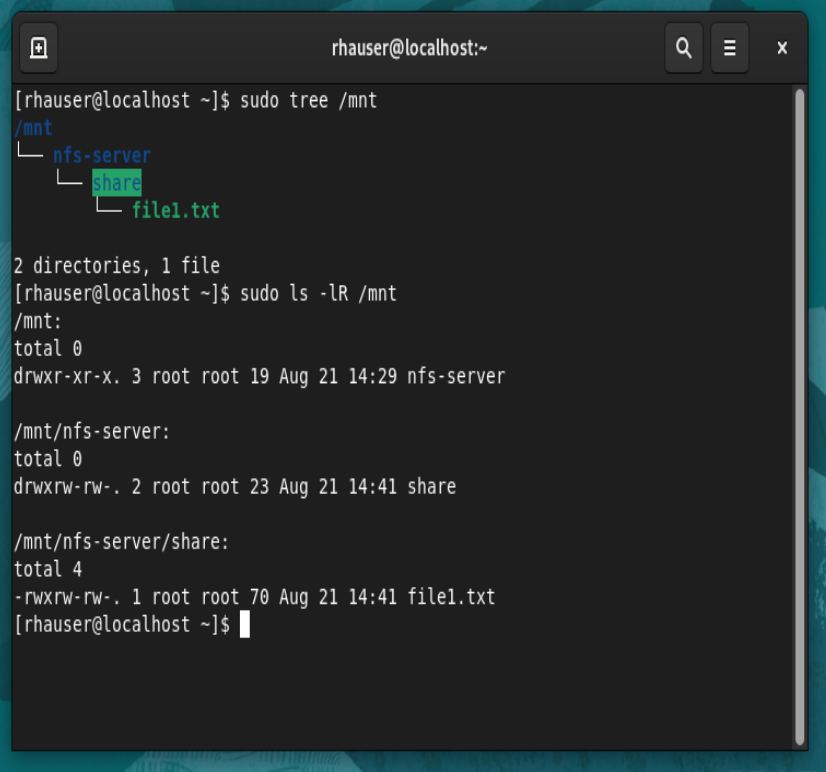 rhauser@localhost:~
[rhauser@localhost ~]$ sudo tree /mnt
/mnt
└── nfs-server
    └── share
        └── file1.txt
2 directories, 1 file
[rhauser@localhost ~]$ sudo ls -lR /mnt
/mnt:
total 0
drwxr-xr-x. 3 root root 19 Aug 21 14:29 nfs-server
/mnt/nfs-server:
total 0
drwxrw-rw-. 2 root root 23 Aug 21 14:41 share
/mnt/nfs-server/share:
total 4
-rwxrw-rw-. 1 root root 70 Aug 21 14:41 file1.txt
[rhauser@localhost ~]$